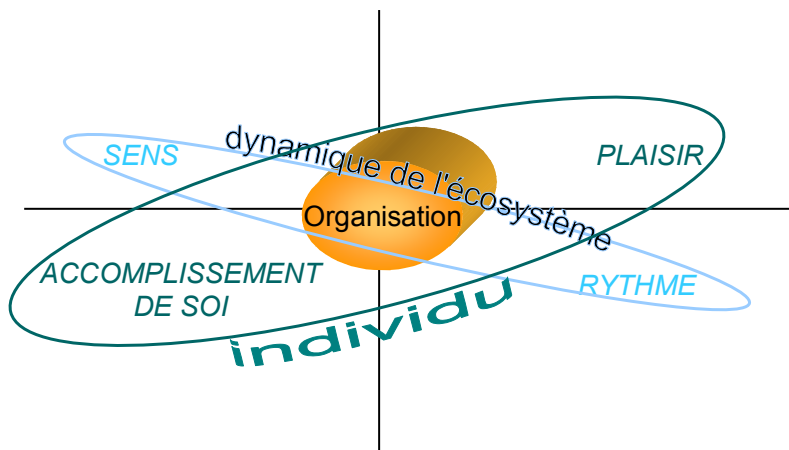 dynamique de l'écosystème
SENS
PLAISIR
Organisation
ACCOMPLISSEMENT
DE SOI
RYTHME
individu